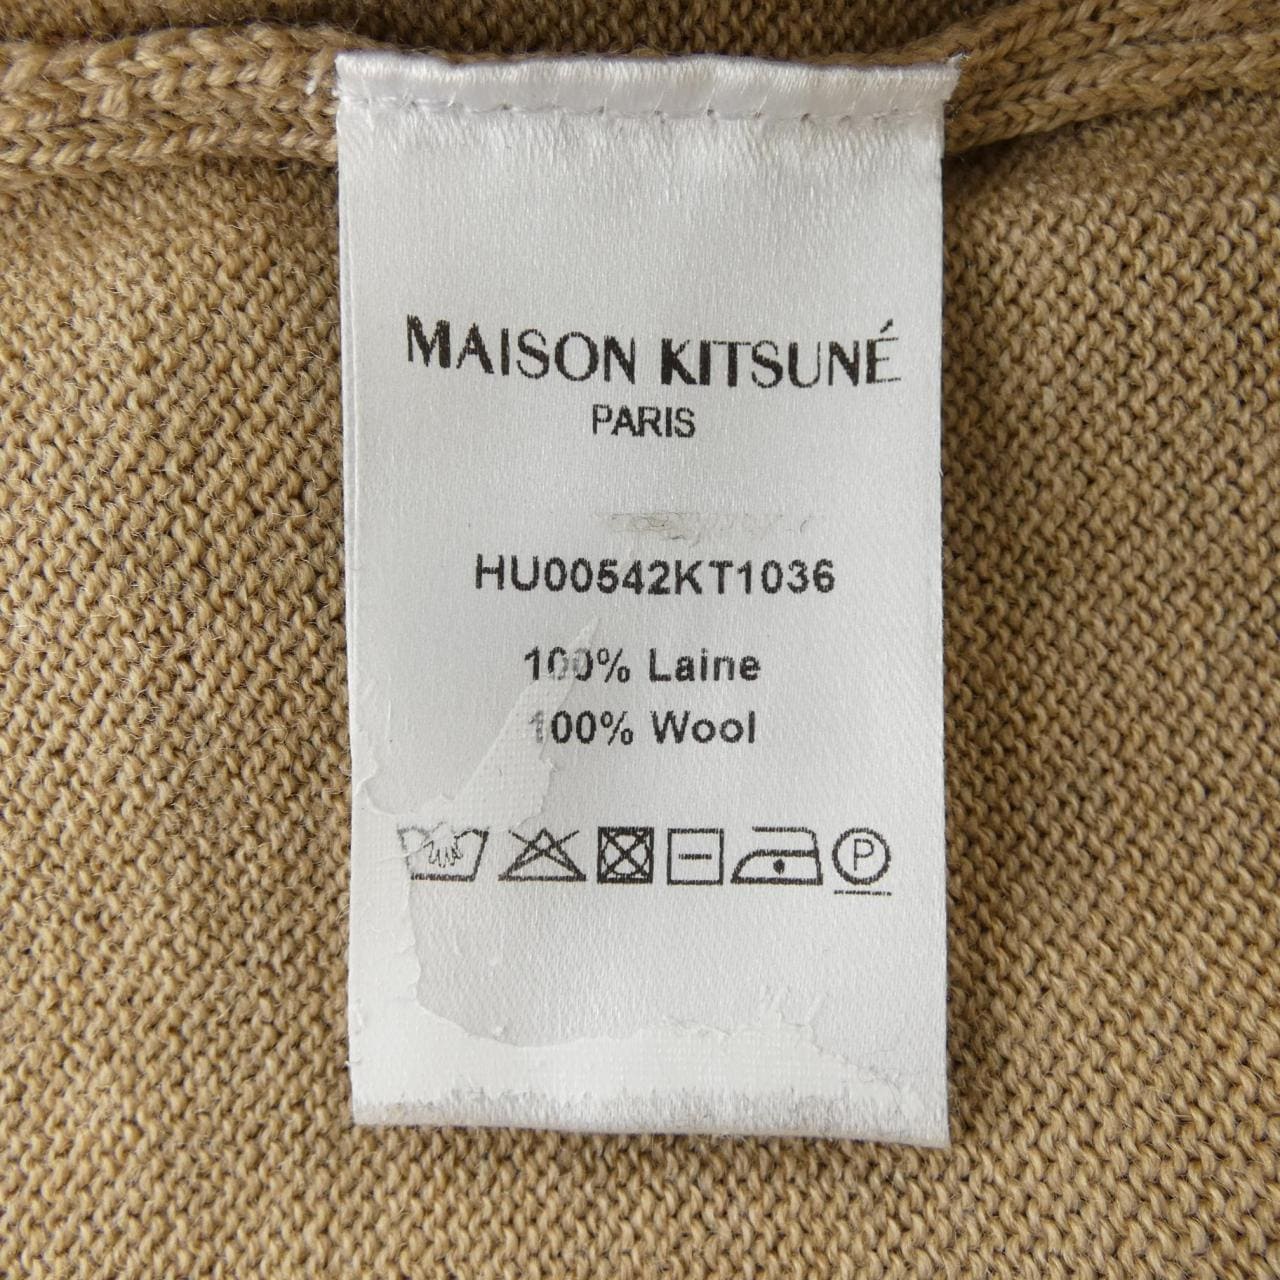 MAISON KITSUNÉ
PARIS
HU00542KT1036
100% Laine
100% Wool
P